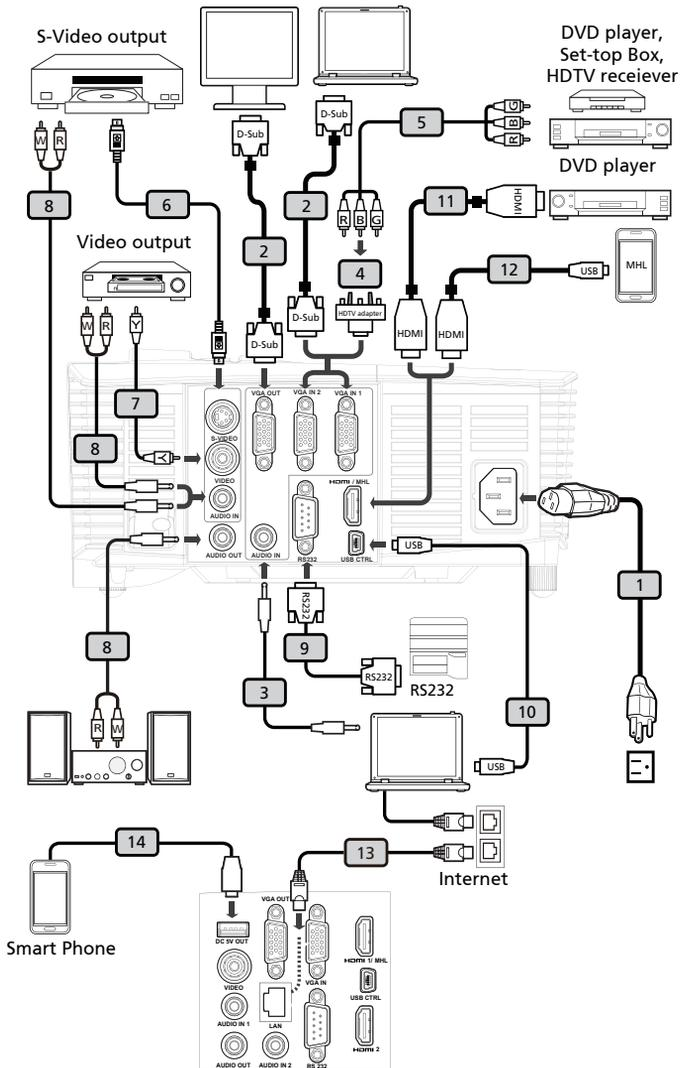 S-Video output
DVD player,
Set-top Box,
HDTV receiever
D-Sub
D-Sub
G
B
R
5
W R
8
6
2
2
R B G
4
HDTV adapter
11
HDMI
DVD player
12
USB
MHL
Video output
W R
Y
D-Sub
D-Sub
HDMI
HDMI
7
8
Y
VGA OUT
VGA IN 2
VGA IN 1
S-VIDEO
VIDEO
AUDIO IN
HDMI / MHL
AUDIO OUT
AUDIO IN
RS232
USB CTRL
USB
1
8
RS232
9
RS232
RS232
3
10
R W
USB
Internet
14
13
Smart Phone
VGA OUT
DC 5V OUT
VIDEO
VGA IN
HDMI 1/ MHL
USB CTRL
AUDIO IN 1
LAN
HDMI 2
AUDIO OUT
AUDIO IN 2
RS 232